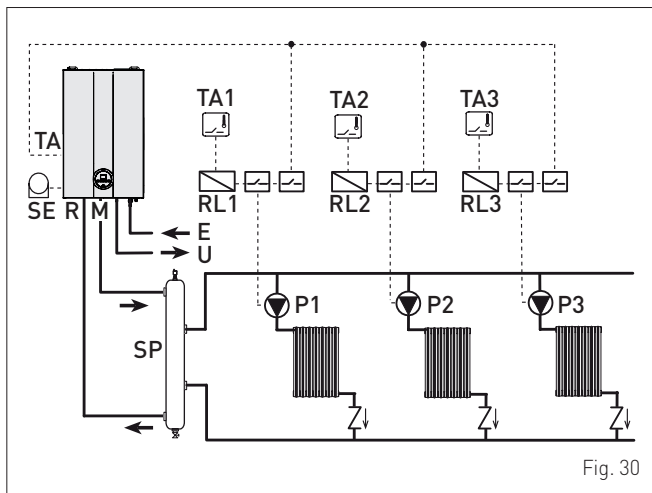 TA1 TA2 TA3
TA
RL1 RL2 RL3
SE R M
E
U
P1 P2 P3
SP
Fig. 30